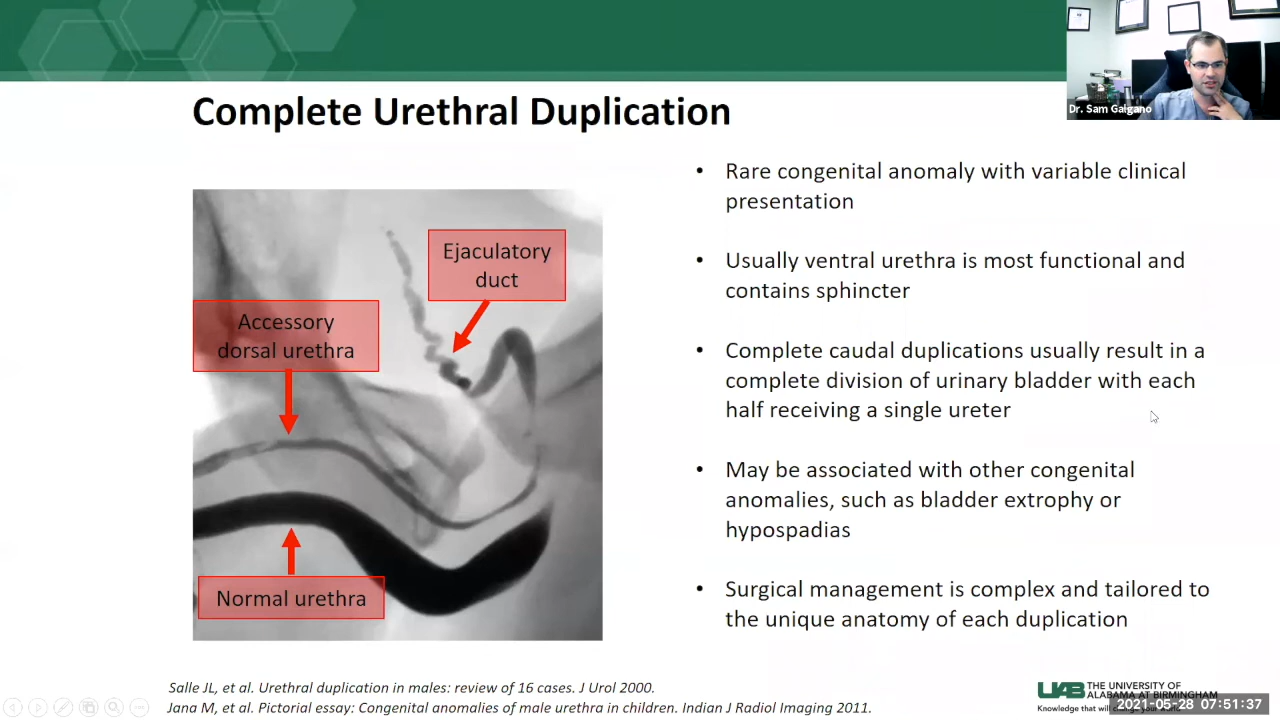 Dr. Sam Galgano
Complete Urethral Duplication
Ejaculatory
duct
Accessory
dorsal urethra
Normal urethra
• Rare congenital anomaly with variable clinical
presentation
• Usually ventral urethra is most functional and
contains sphincter
• Complete caudal duplications usually result in a
complete division of urinary bladder with each
half receiving a single ureter
• May be associated with other congenital
anomalies, such as bladder extrophy or
hypospadias
• Surgical management is complex and tailored to
the unique anatomy of each duplication
Salle JL, et al. Urethral duplication in males: review of 16 cases. J Urol 2000.
Jana M, et al. Pictorial essay: Congenital anomalies of male urethra in children. Indian J Radiol Imaging 2011.
UAB THE UNIVERSITY OF
ALABAMA AT BIRMINGHAM
Knowledge that will
2021-05-28 07:51:37